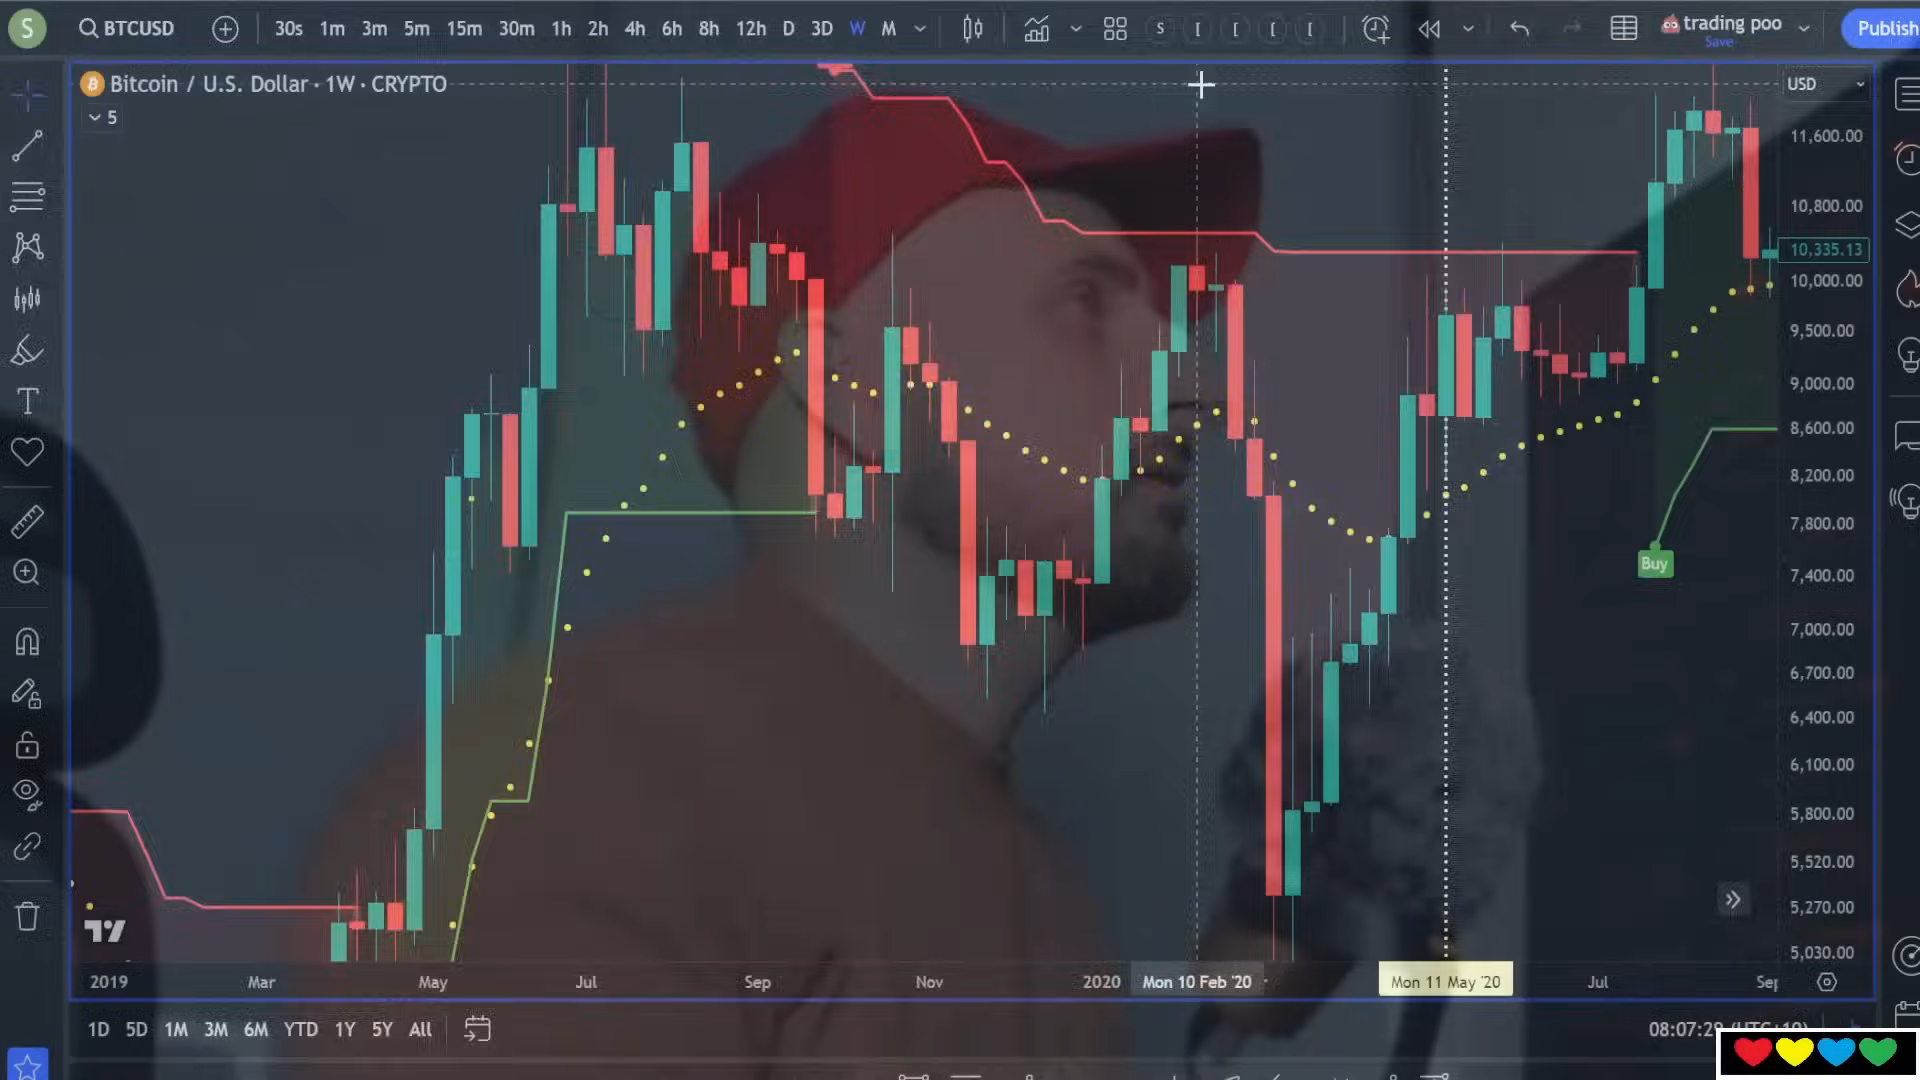 S
BTCUSD
30s 1m 3m 5m 15m 30m 1h 2h 4h 6h 8h 12h D 3D W M
S [ [ [ [
trading poo
Save
Publish
Bitcoin / U.S. Dollar · 1W · CRYPTO
5
USD
11,600.00
10,800.00
10,335.13
10,000.00
9,500.00
9,000.00
8,600.00
8,200.00
7,800.00
Buy
7,400.00
7,000.00
6,700.00
6,400.00
6,100.00
5,800.00
5,520.00
5,270.00
5,030.00
2019 Mar May Jul Sep Nov 2020 Mon 10 Feb '20 Mon 11 May '20 Jul Sep
1D 5D 1M 3M 6M YTD 1Y 5Y All
08:07:29 (UTC+10)